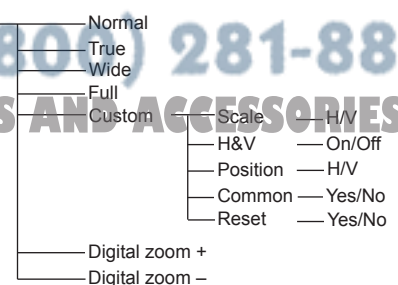 Normal
800) 281-88
True
Wide
Full
S AND ACCESSORIES
Custom Scale H/V
H&V On/Off
Position H/V
Common Yes/No
Reset Yes/No
Digital zoom +
Digital zoom –